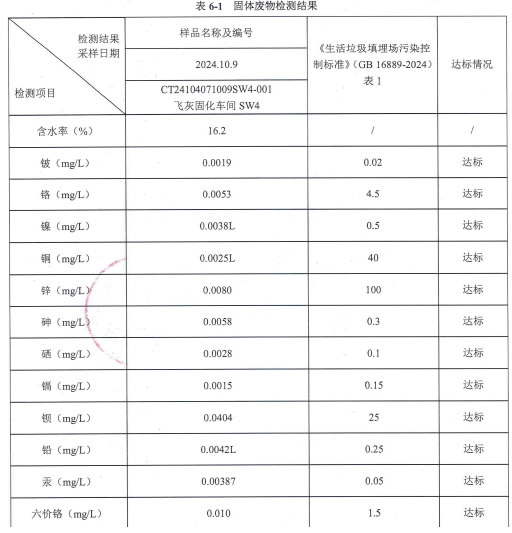 表 6-1 固体废物检测结果
检测结果
采样日期
检测项目
样品名称及编号
2024.10.9
CT24104071009SW4-001
飞灰固化车间 SW4
《生活垃圾填埋场污染控
制标准》（GB 16889-2024）
表 1
达标情况
含水率（%） 16.2 / /
铍（mg/L） 0.0019 0.02 达标
铬（mg/L） 0.0053 4.5 达标
镍（mg/L） 0.0038L 0.5 达标
铜（mg/L） 0.0025L 40 达标
锌（mg/L） 0.0080 100 达标
砷（mg/L） 0.0058 0.3 达标
硒（mg/L） 0.0028 0.1 达标
镉（mg/L） 0.0015 0.15 达标
钡（mg/L） 0.0404 25 达标
铅（mg/L） 0.0042L 0.25 达标
汞（mg/L） 0.00387 0.05 达标
六价铬（mg/L） 0.010 1.5 达标